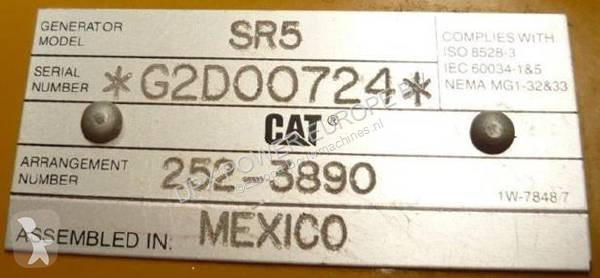 GENERATOR MODEL SR5
COMPLIES WITH
ISO 8528-3
IEC 60034-1&5
NEMA MG1-32&33
SERIAL NUMBER *G2D00724*
CAT®
ARRANGEMENT NUMBER 252-3890
1W-7848 7
ASSEMBLED IN: MEXICO